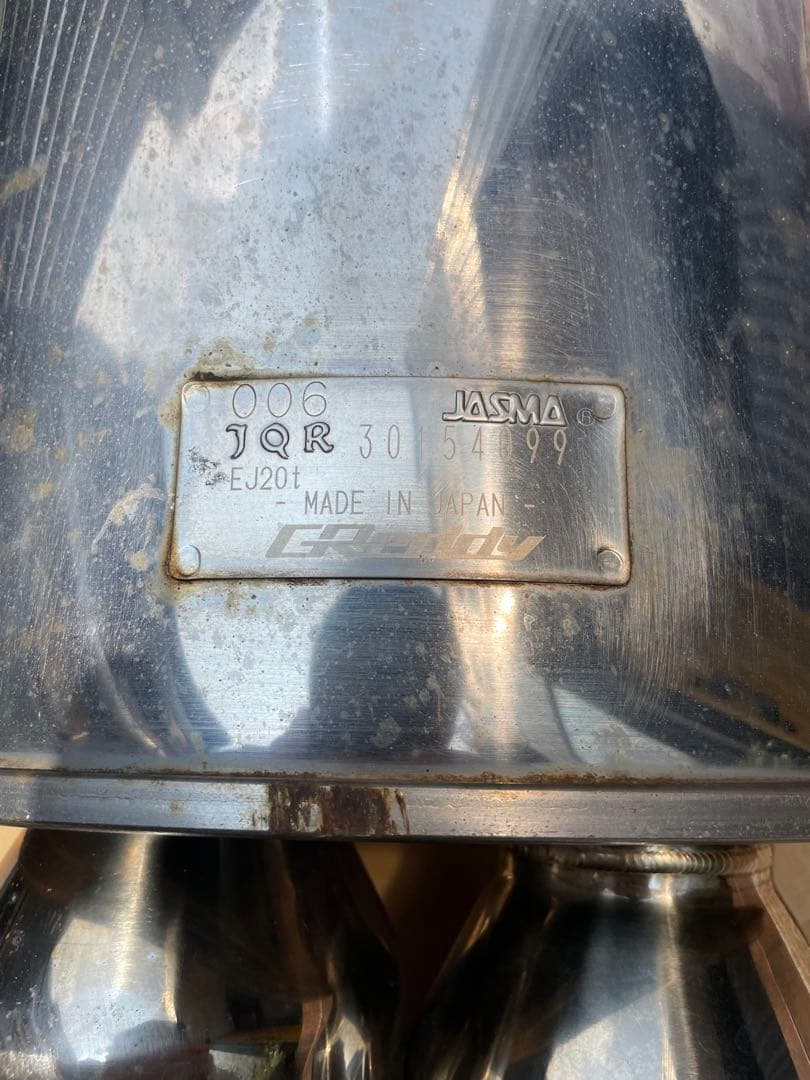 006 JASMA ®
JQR 30154099
EJ20t
- MADE IN JAPAN -
GReddy